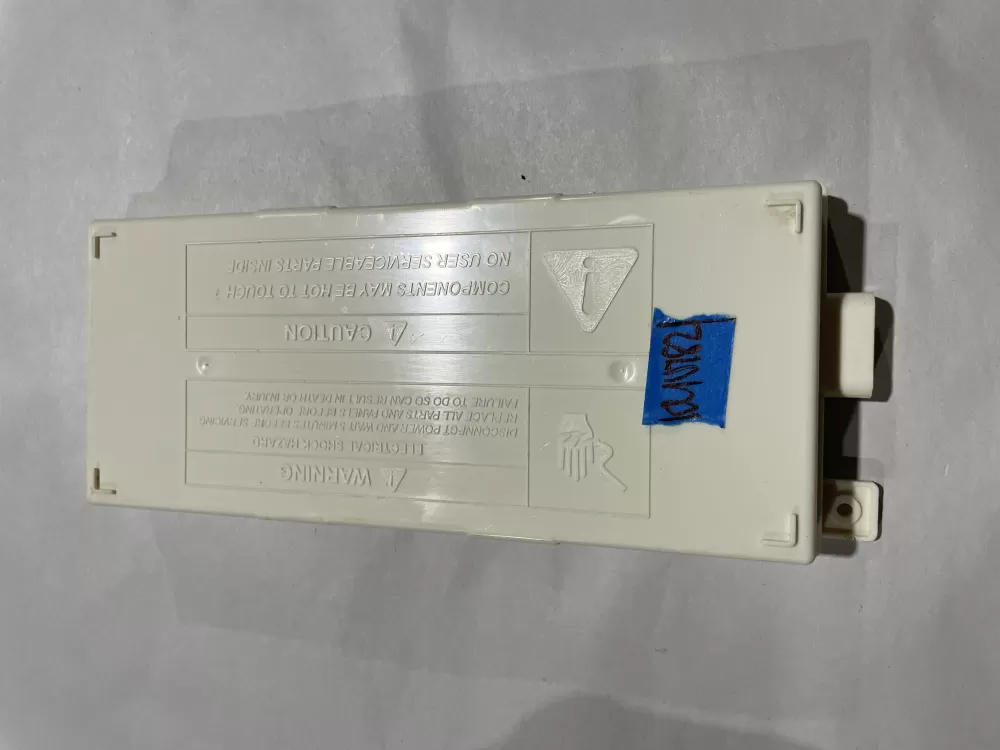 ⚠ WARNING
ELECTRICAL SHOCK HAZARD
DISCONNECT POWER AND WAIT 5 MINUTES BEFORE SERVICING
REPLACE ALL PARTS AND PANELS BEFORE OPERATING
FAILURE TO DO SO CAN RESULT IN DEATH OR INJURY.
⚠ CAUTION
COMPONENTS MAY BE HOT TO TOUCH ?
NO USER SERVICEABLE PARTS INSIDE